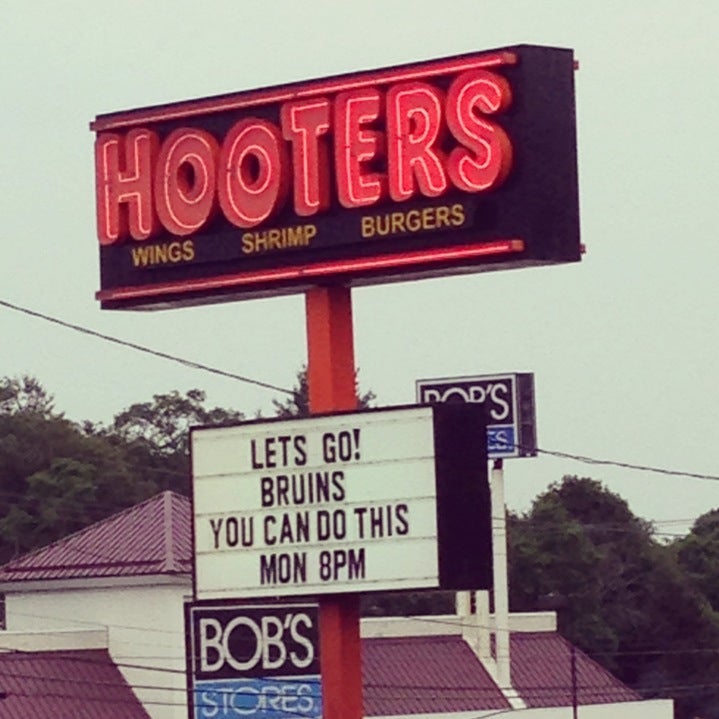 HOOTERS
WINGS SHRIMP BURGERS
BOB'S
LETS GO!
BRUINS
YOU CAN DO THIS
MON 8PM
BOB'S
STORES